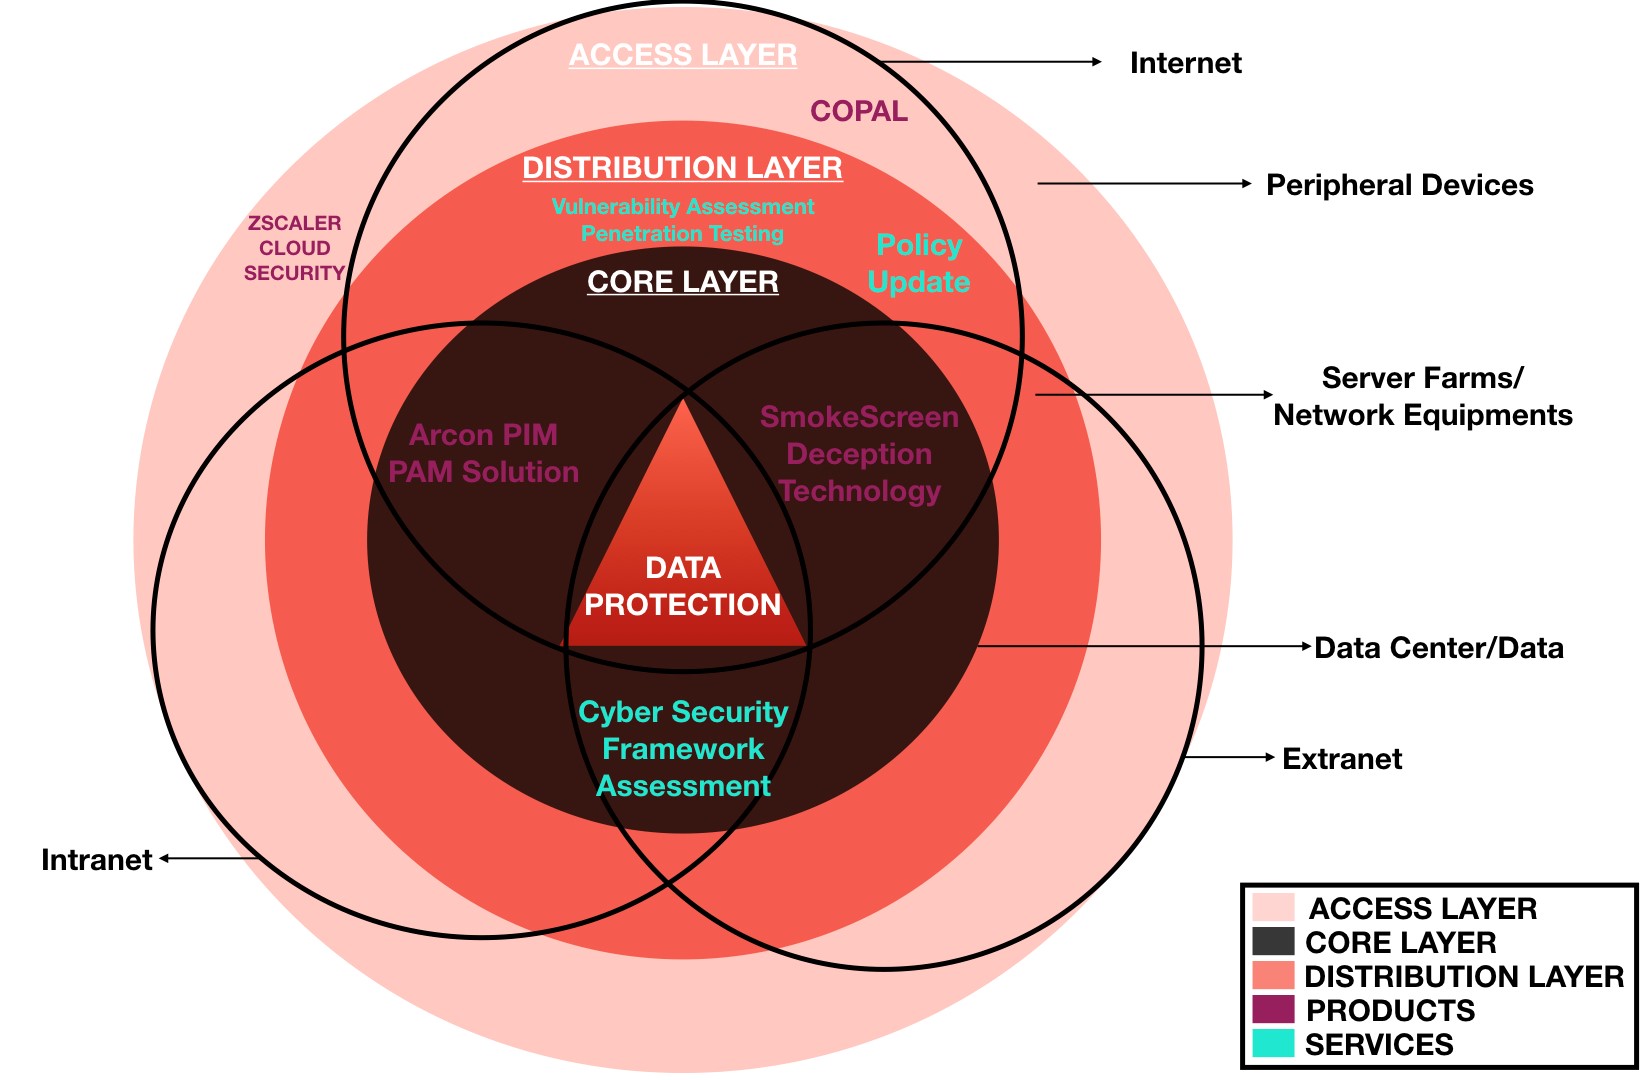 ACCESS LAYER
Internet
COPAL
DISTRIBUTION LAYER
Peripheral Devices
Vulnerability Assessment
Penetration Testing
ZSCALER
CLOUD
SECURITY
Policy
Update
CORE LAYER
Server Farms/
Network Equipments
Arcon PIM
PAM Solution
SmokeScreen
Deception
Technology
DATA
PROTECTION
Data Center/Data
Cyber Security
Framework
Assessment
Extranet
Intranet
ACCESS LAYER
CORE LAYER
DISTRIBUTION LAYER
PRODUCTS
SERVICES